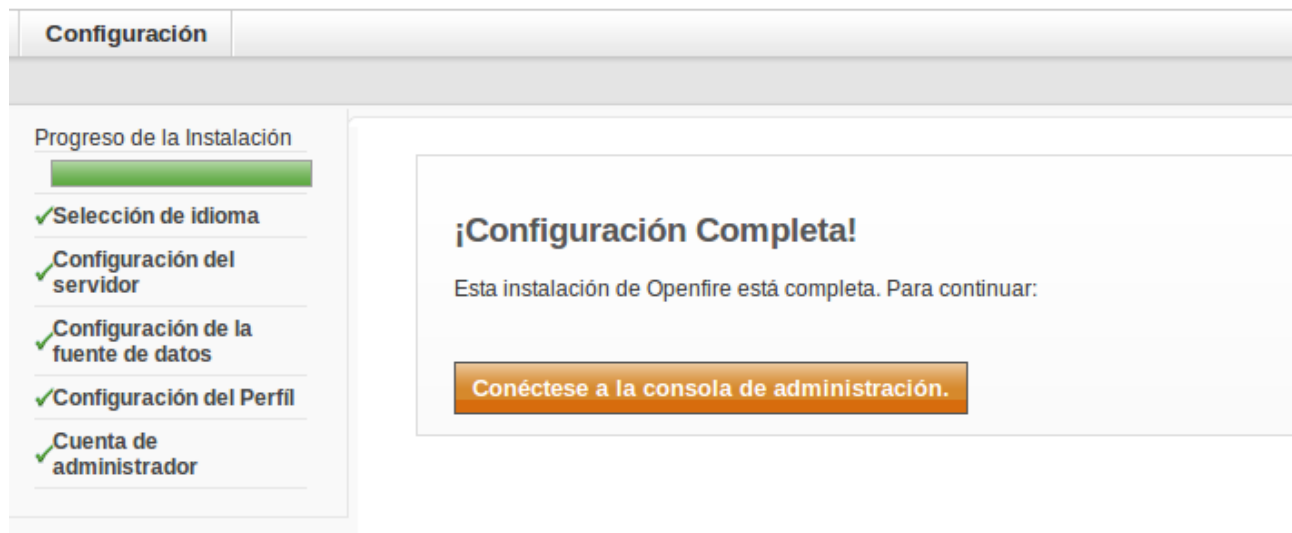 Configuración
Progreso de la Instalación
Selección de idioma
Configuración del
servidor
Configuración de la
fuente de datos
Configuración del Perfíl
Cuenta de
administrador
¡Configuración Completa!
Esta instalación de Openfire está completa. Para continuar:
Conéctese a la consola de administración.